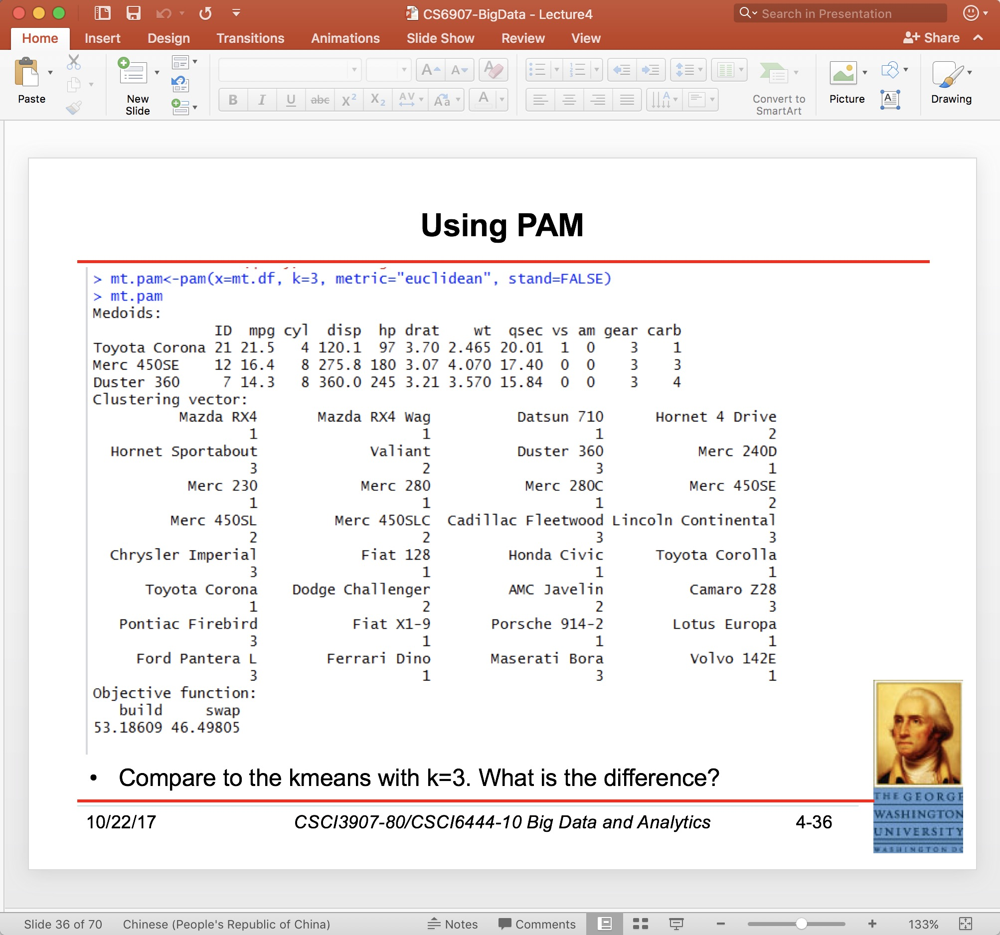 CS6907-BigData - Lecture4
Search in Presentation
Home Insert Design Transitions Animations Slide Show Review View Share
Paste
New
Slide
Convert to
SmartArt
Picture
Drawing
Using PAM
> mt.pam<-pam(x=mt.df, k=3, metric="euclidean", stand=FALSE)
> mt.pam
Medoids:
ID mpg cyl disp hp drat wt qsec vs am gear carb
Toyota Corona 21 21.5 4 120.1 97 3.70 2.465 20.01 1 0 3 1
Merc 450SE 12 16.4 8 275.8 180 3.07 4.070 17.40 0 0 3 3
Duster 360 7 14.3 8 360.0 245 3.21 3.570 15.84 0 0 3 4
Clustering vector:
Mazda RX4 Mazda RX4 Wag Datsun 710 Hornet 4 Drive
1 1 1 2
Hornet Sportabout Valiant Duster 360 Merc 240D
3 2 3 1
Merc 230 Merc 280 Merc 280C Merc 450SE
1 1 1 2
Merc 450SL Merc 450SLC Cadillac Fleetwood Lincoln Continental
2 2 3 3
Chrysler Imperial Fiat 128 Honda Civic Toyota Corolla
3 1 1 1
Toyota Corona Dodge Challenger AMC Javelin Camaro Z28
1 2 2 3
Pontiac Firebird Fiat X1-9 Porsche 914-2 Lotus Europa
3 1 1 1
Ford Pantera L Ferrari Dino Maserati Bora Volvo 142E
3 1 3 1
Objective function:
build swap
53.18609 46.49805
• Compare to the kmeans with k=3. What is the difference?
10/22/17 CSCI3907-80/CSCI6444-10 Big Data and Analytics 4-36
THE GEORGE
WASHINGTON
UNIVERSITY
WASHINGTON DC
Slide 36 of 70 Chinese (People's Republic of China) Notes Comments 133%